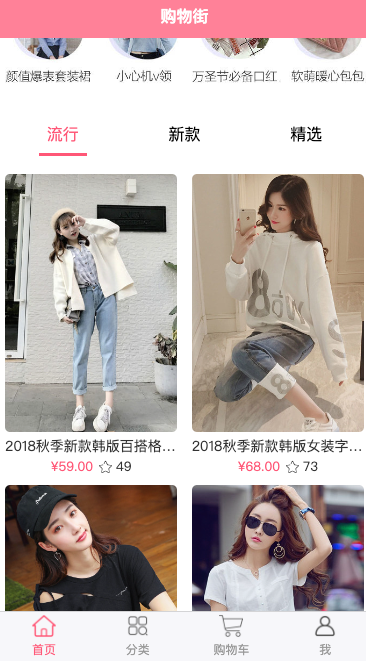 购物街
颜值爆表套装裙
小心机v领
万圣节必备口红
软萌暖心包包
流行
新款
精选
2018秋季新款韩版百搭格...
2018秋季新款韩版女装字...
¥59.00 49
¥68.00 73
首页
分类
购物车
我